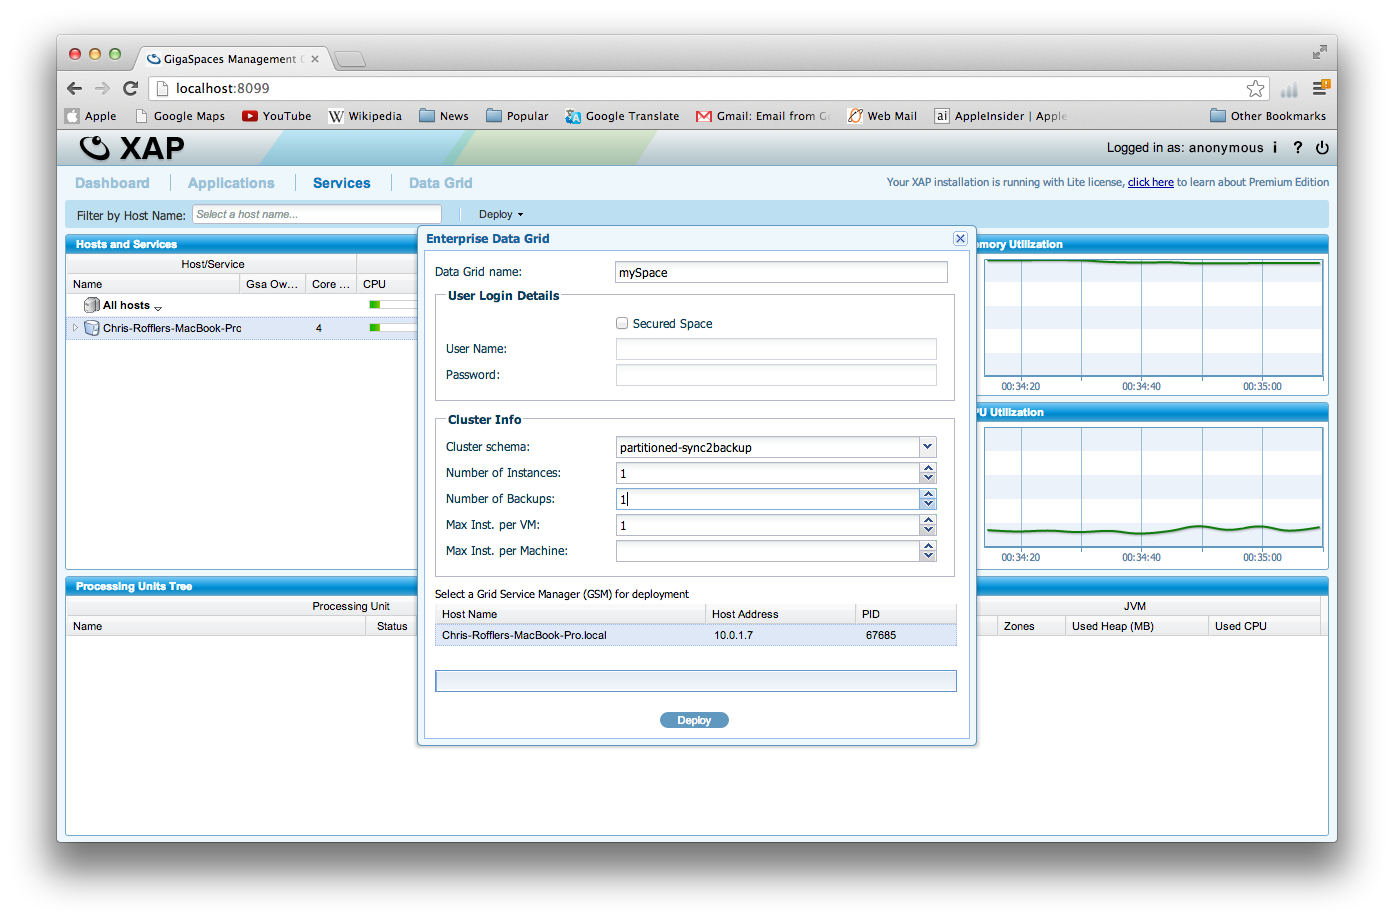 GigaSpaces Management
localhost:8099
Apple Google Maps YouTube Wikipedia News Popular Google Translate Gmail: Email from Go Web Mail AppleInsider | Apple Other Bookmarks
XAP Logged in as: anonymous i ?
Dashboard Applications Services Data Grid Your XAP installation is running with Lite license, click here to learn about Premium Edition
Filter by Host Name: Select a host name... Deploy
Hosts and Services
Host/Service
Name Gsa Ow... Core ... CPU
All hosts
Chris-Rofflers-MacBook-Pro 4
Enterprise Data Grid
Data Grid name: mySpace
User Login Details
Secured Space
User Name:
Password:
Cluster Info
Cluster schema: partitioned-sync2backup
Number of Instances: 1
Number of Backups: 1
Max Inst. per VM: 1
Max Inst. per Machine:
Select a Grid Service Manager (GSM) for deployment
Host Name Host Address PID
Chris-Rofflers-MacBook-Pro.local 10.0.1.7 67685
Deploy
mory Utilization
00:34:20 00:34:40 00:35:00
PU Utilization
00:34:20 00:34:40 00:35:00
Processing Units Tree
Processing Unit JVM
Name Status Zones Used Heap (MB) Used CPU